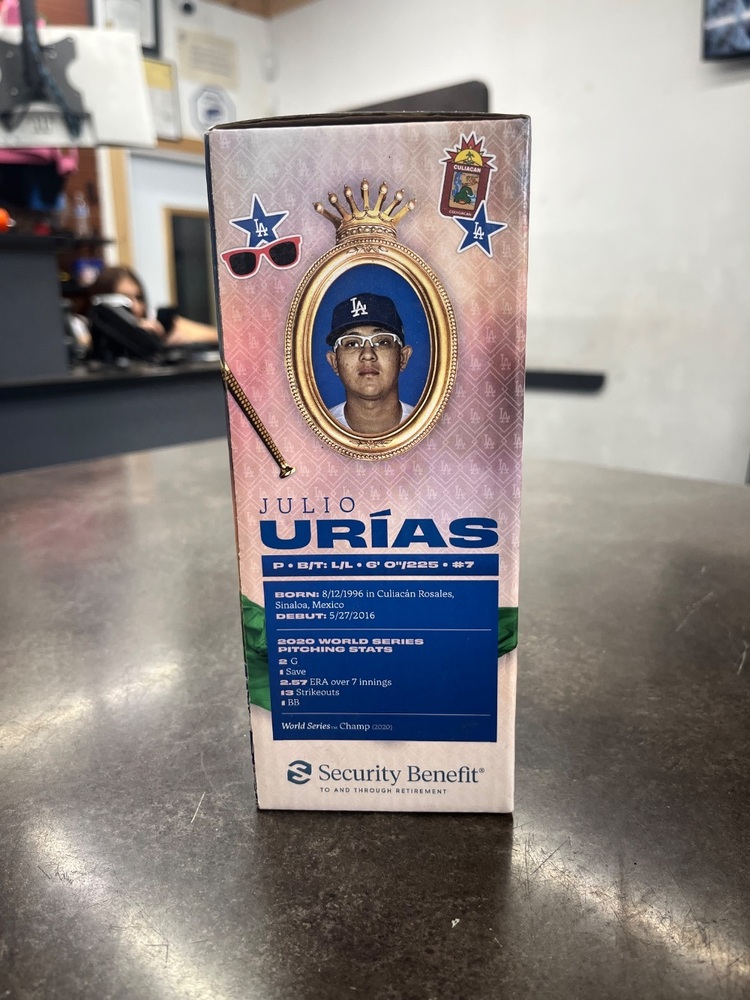 CULIACAN
LA
LA
LA
JULIO
URÍAS
P • B/T: L/L • 6' 0"/225 • #7
BORN: 8/12/1996 in Culiacán Rosales,
Sinaloa, Mexico
DEBUT: 5/27/2016
2020 WORLD SERIES
PITCHING STATS
2 G
1 Save
2.57 ERA over 7 innings
13 Strikeouts
1 BB
World Series™ Champ (2020)
Security Benefit®
TO AND THROUGH RETIREMENT